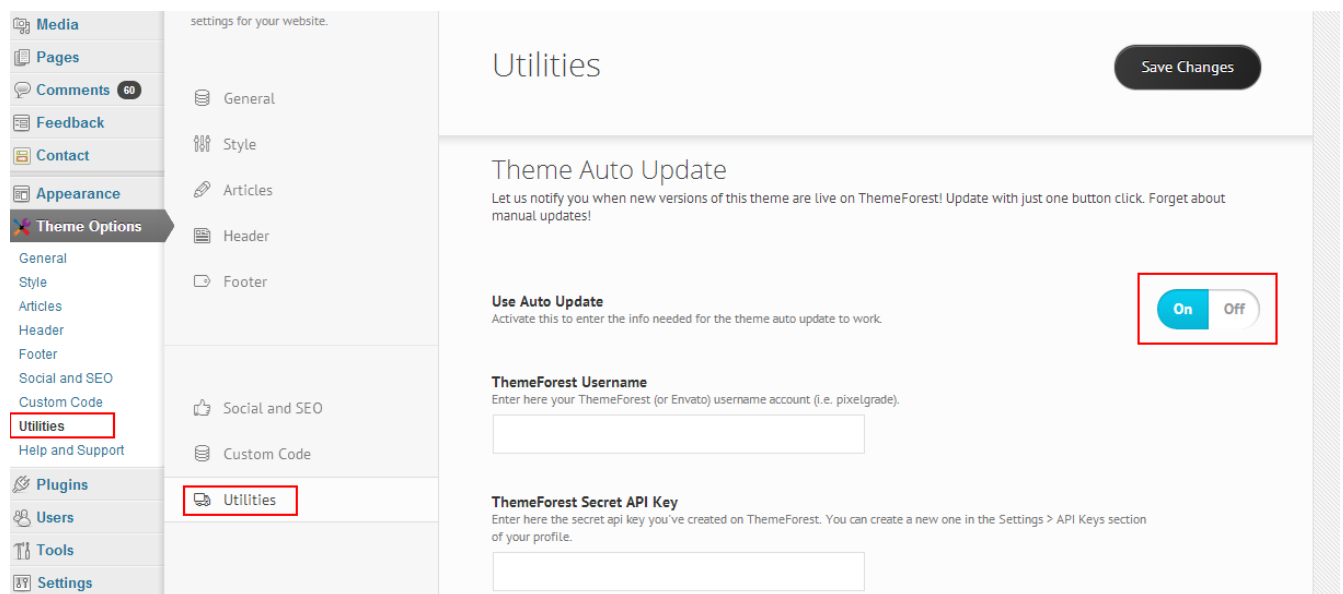 Media
Pages
Comments 60
Feedback
Contact
Appearance
Theme Options
General
Style
Articles
Header
Footer
Social and SEO
Custom Code
Utilities
Help and Support
Plugins
Users
Tools
Settings
settings for your website.
General
Style
Articles
Header
Footer
Social and SEO
Custom Code
Utilities
Utilities
Save Changes
Theme Auto Update
Let us notify you when new versions of this theme are live on ThemeForest! Update with just one button click. Forget about
manual updates!
Use Auto Update
Activate this to enter the info needed for the theme auto update to work.
On Off
ThemeForest Username
Enter here your ThemeForest (or Envato) username account (i.e. pixelgrade).
ThemeForest Secret API Key
Enter here the secret api key you've created on ThemeForest. You can create a new one in the Settings > API Keys section
of your profile.